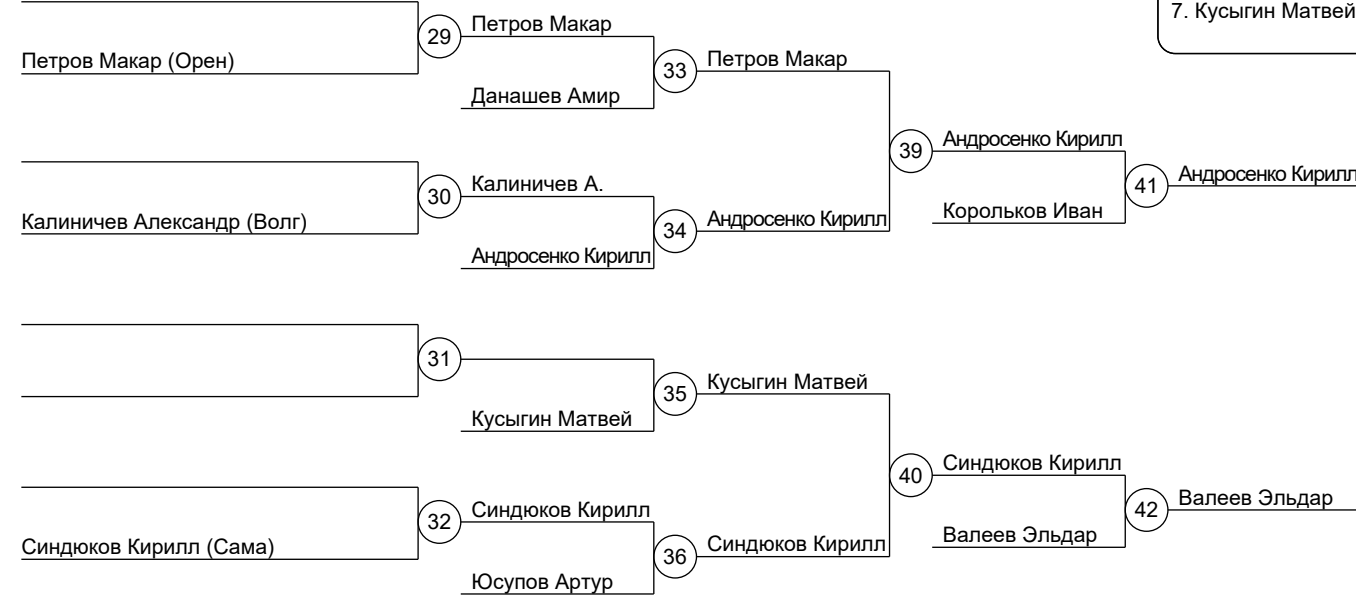 7. Кусыгин Матвей
29
Петров Макар
Петров Макар (Орен)
33
Петров Макар
Данашев Амир
39
Андросенко Кирилл
30
Калиничев А.
41
Андросенко Кирилл
Калиничев Александр (Волг)
34
Андросенко Кирилл
Корольков Иван
Андросенко Кирилл
31
35
Кусыгин Матвей
Кусыгин Матвей
40
Синдюков Кирилл
32
Синдюков Кирилл
42
Валеев Эльдар
Синдюков Кирилл (Сама)
36
Синдюков Кирилл
Валеев Эльдар
Юсупов Артур